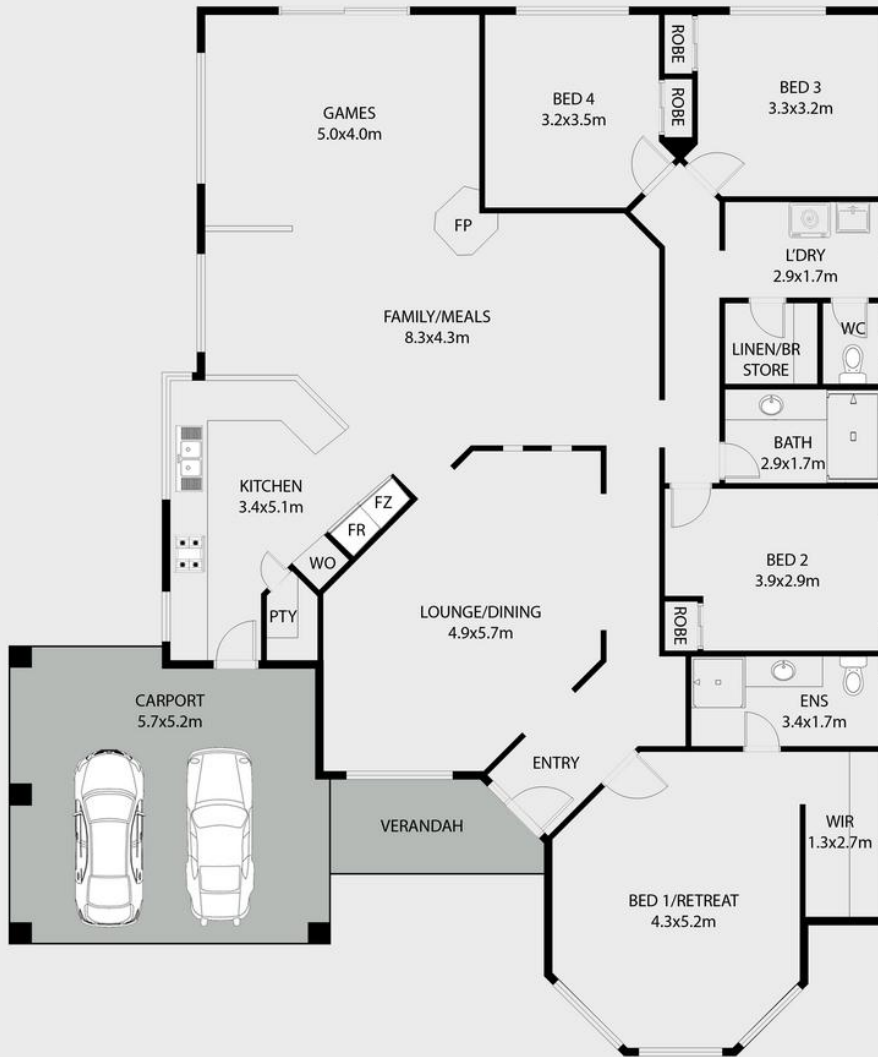 GAMES
5.0x4.0m
BED 4
3.2x3.5m
ROBE
ROBE
BED 3
3.3x3.2m
FP
L'DRY
2.9x1.7m
FAMILY/MEALS
8.3x4.3m
LINEN/BR
STORE
WC
BATH
2.9x1.7m
KITCHEN
3.4x5.1m
FZ
FR
WO
PTY
BED 2
3.9x2.9m
LOUNGE/DINING
4.9x5.7m
ROBE
CARPORT
5.7x5.2m
ENS
3.4x1.7m
ENTRY
VERANDAH
WIR
1.3x2.7m
BED 1/RETREAT
4.3x5.2m